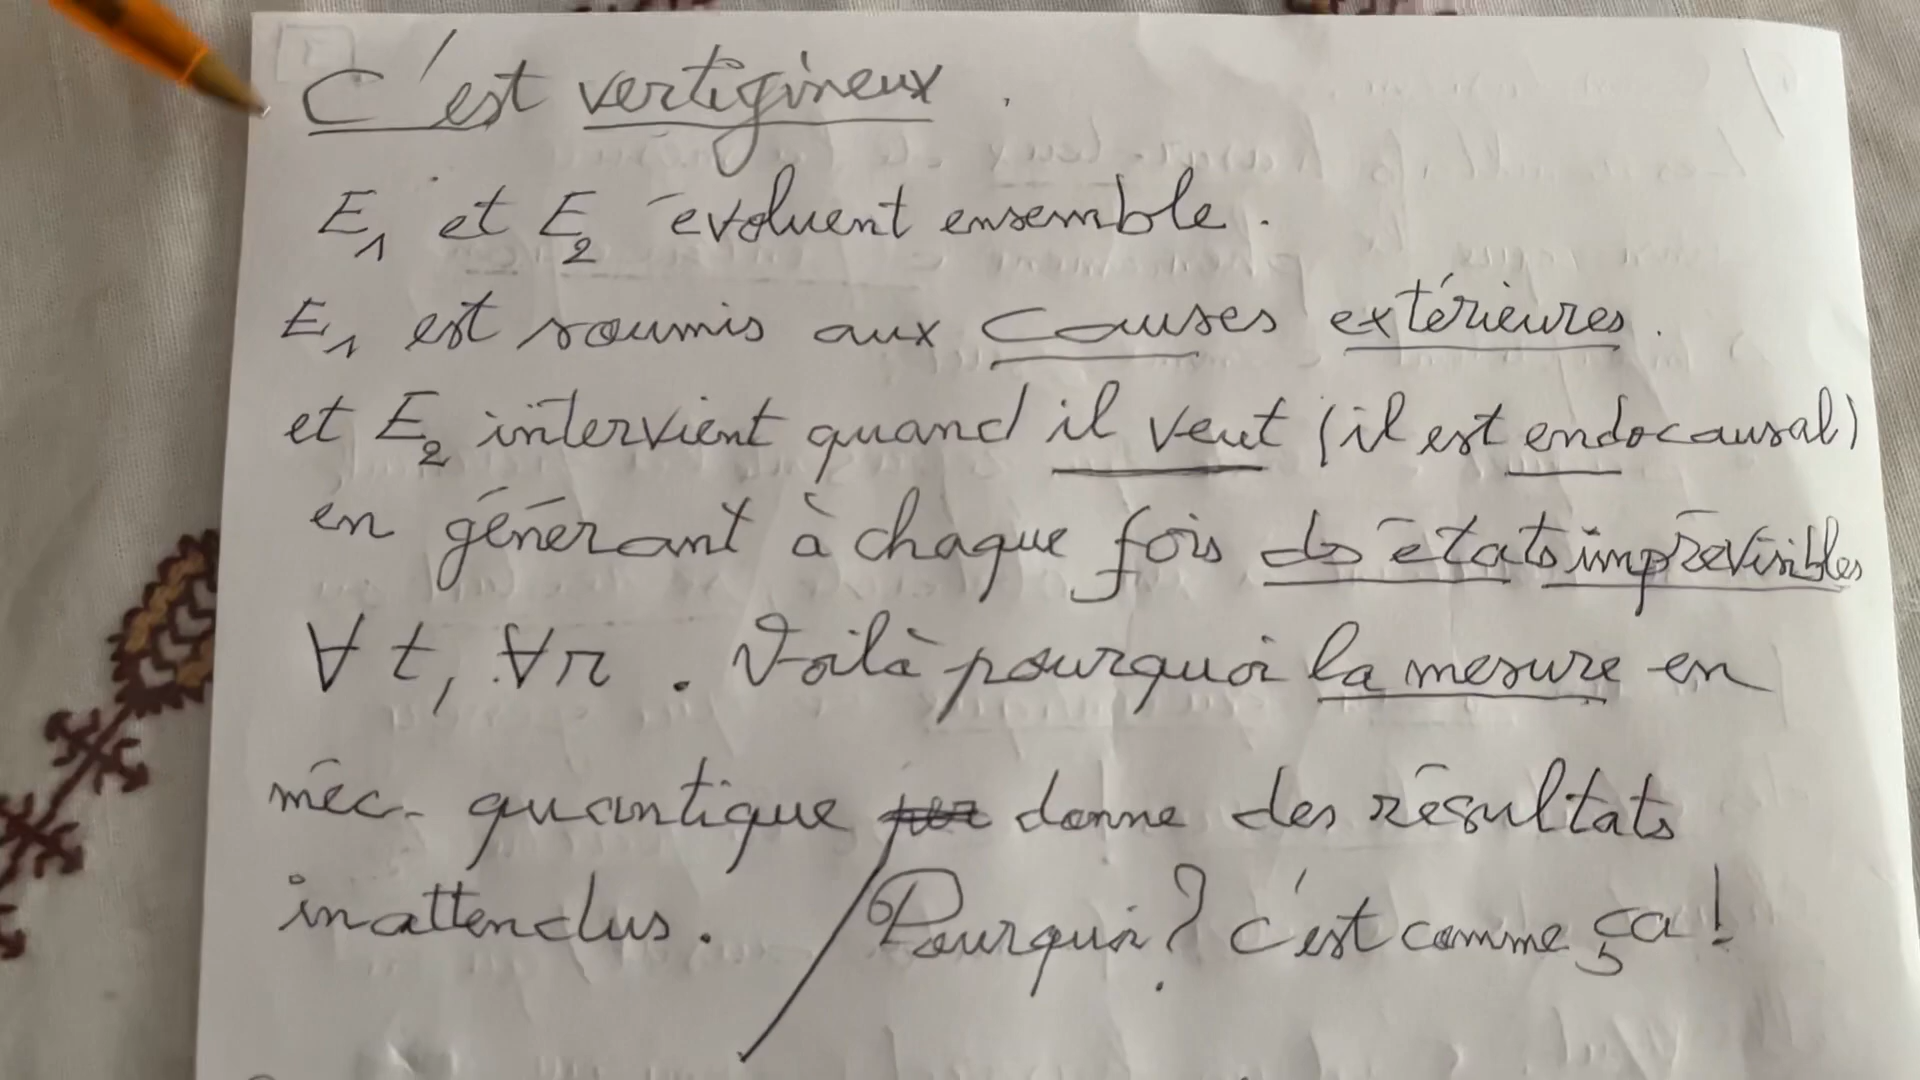 C'est vertigineux.
E₁ et E₂ évoluent ensemble.
E₁ est soumis aux causes extérieures.
et E₂ intervient quand il veut (il est endocausal)
en générant à chaque fois des états imprévisibles
∀ t, ∀ r. Voilà pourquoi la mesure en
méc. quantique donne des résultats
inattendus. / Pourquoi? c'est comme ça!